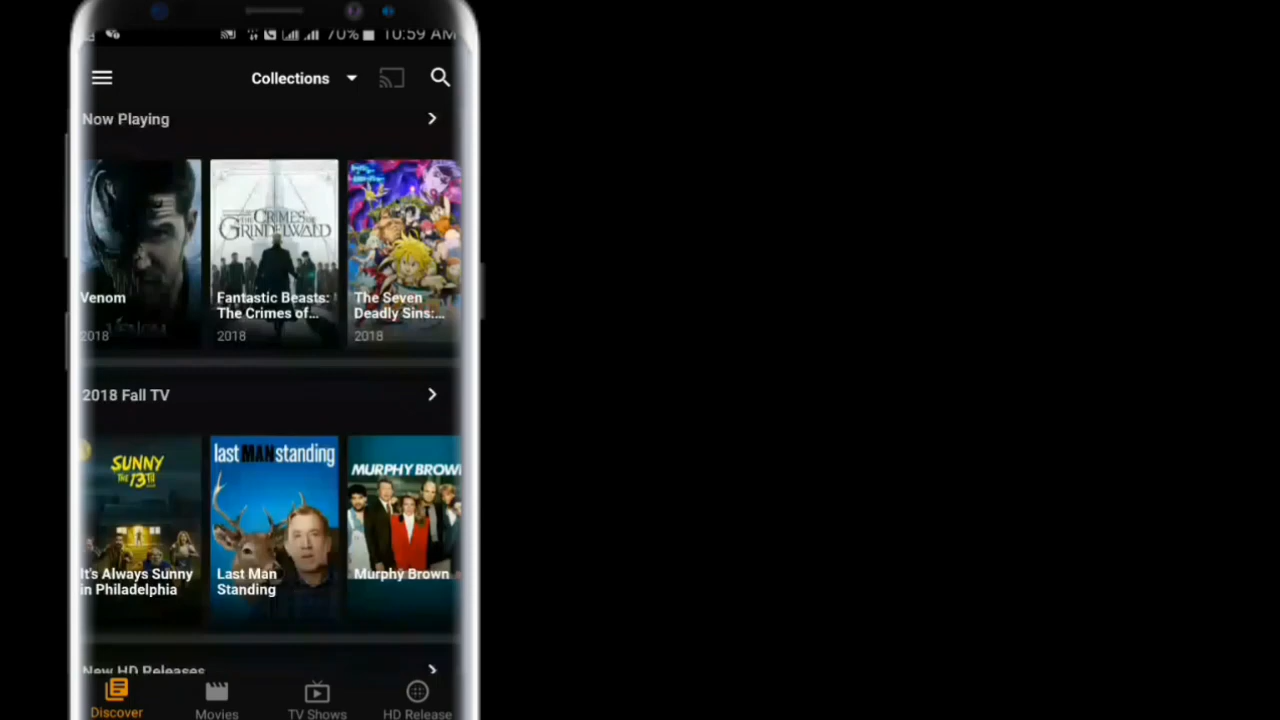 70% 10:59 AM
Collections
Now Playing
THE CRIMES OF
GRINDELWALD
Venom
Fantastic Beasts:
The Crimes of...
The Seven
Deadly Sins:...
VENOM
2018
2018
2018
2018 Fall TV
SUNNY
THE 13TH
last MAN standing
MURPHY BROWN
It's Always Sunny
in Philadelphia
Last Man
Standing
Murphy Brown
New HD Releases
Discover
Movies
TV Shows
HD Release